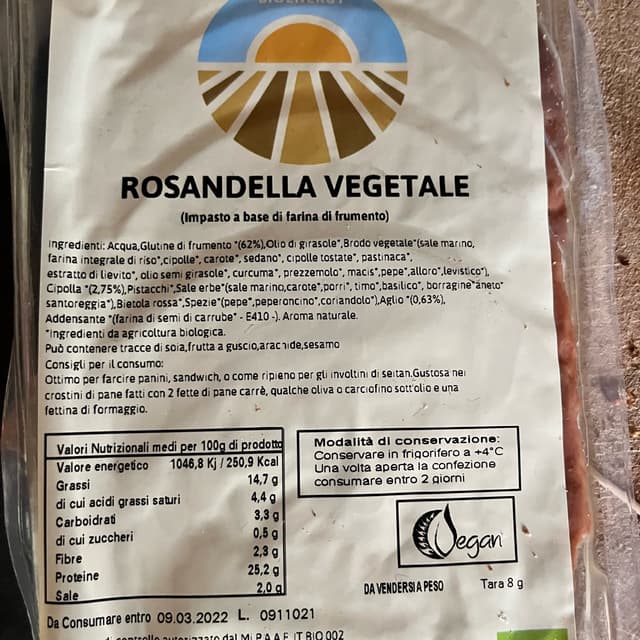 ROSANDELLA VEGETALE
(Impasto a base di farina di frumento)
Ingredienti: Acqua,Glutine di frumento *(62%),Olio di girasole*,Brodo vegetale*(sale marino,
farina integrale di riso*,cipolle*, carote*, sedano*, cipolle tostate*, pastinaca*,
estratto di lievito*, olio semi girasole*, curcuma*, prezzemolo*, macis*,pepe*,alloro*,levistico*),
Cipolla *(2,75%),Pistacchi*,Sale erbe*(sale marino,carote*,porri*, timo*,basilico*, borragine*aneto*
santoreggia*),Bietola rossa*,Spezie*(pepe*,peperoncino*,coriandolo*),Aglio *(0,63%),
Addensante *(farina di semi di carrube* - E410 -). Aroma naturale.
*Ingredienti da agricoltura biologica.
Può contenere tracce di soia,frutta a guscio,arachide,sesamo
Consigli per il consumo:
Ottimo per farcire panini, sandwich, o come ripieno per gli involtini di seitan.Gustosa nei
crostini di pane fatti con 2 fette di pane carrè, qualche oliva o carciofino sott'olio e una
fettina di formaggio.
Valori Nutrizionali medi per 100g di prodotto
Valore energetico 1046,8 Kj / 250,9 Kcal
Grassi 14,7 g
di cui acidi grassi saturi 4,4 g
Carboidrati 3,3 g
di cui zuccheri 0,5 g
Fibre 2,3 g
Proteine 25,2 g
Sale 2,0 g
Modalità di conservazione:
Conservare in frigorifero a +4°C
Una volta aperta la confezione
consumare entro 2 giorni
Vegan
DA VENDERSI A PESO Tara 8 g
Da Consumare entro 09.03.2022 L. 0911021
controllo autorizzato dal Mi.P.A.A.F. IT BIO 002